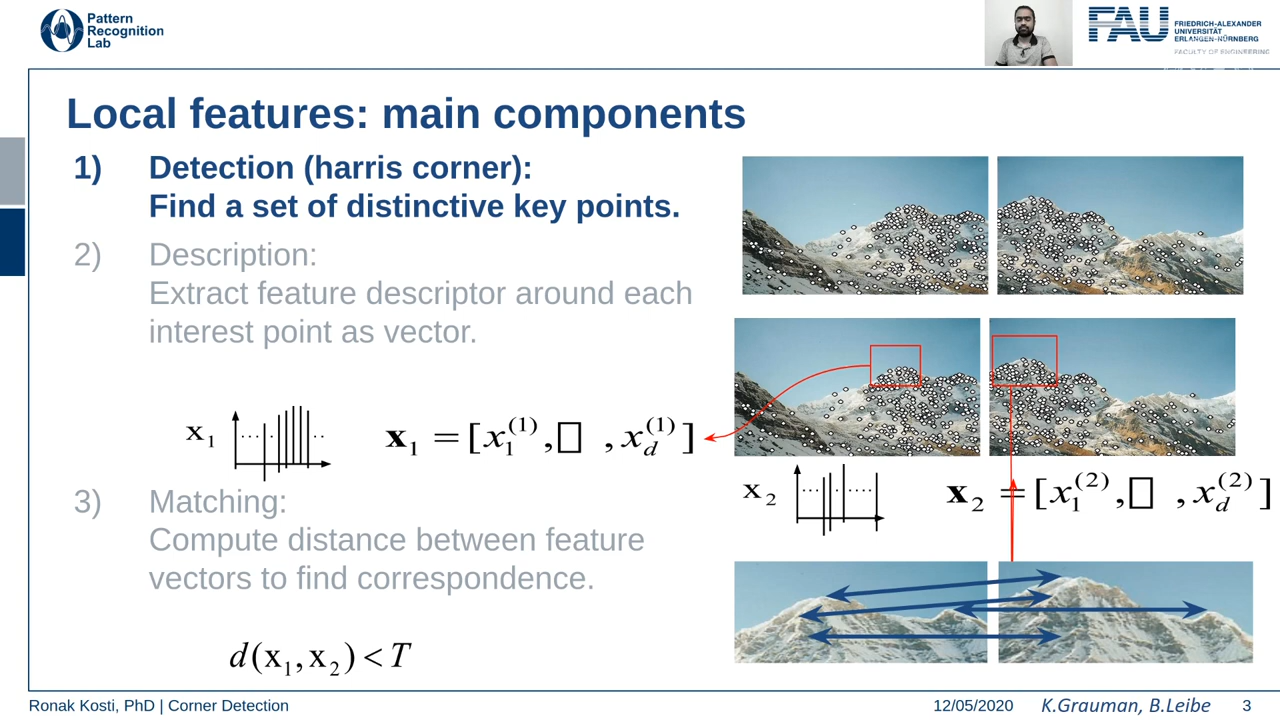 Pattern
Recognition
Lab
FAU
FRIEDRICH-ALEXANDER
UNIVERSITÄT
ERLANGEN-NÜRNBERG
FACULTY OF ENGINEERING
Local features: main components
1) Detection (harris corner):
Find a set of distinctive key points.
2) Description:
Extract feature descriptor around each
interest point as vector.
x₁ x₁ = [x₁⁽¹⁾,□ , x_d⁽¹⁾]
x₂ x₂ = [x₁⁽²⁾,□ , x_d⁽²⁾]
3) Matching:
Compute distance between feature
vectors to find correspondence.
d(x₁,x₂) < T
Ronak Kosti, PhD | Corner Detection
12/05/2020 K.Grauman, B.Leibe 3